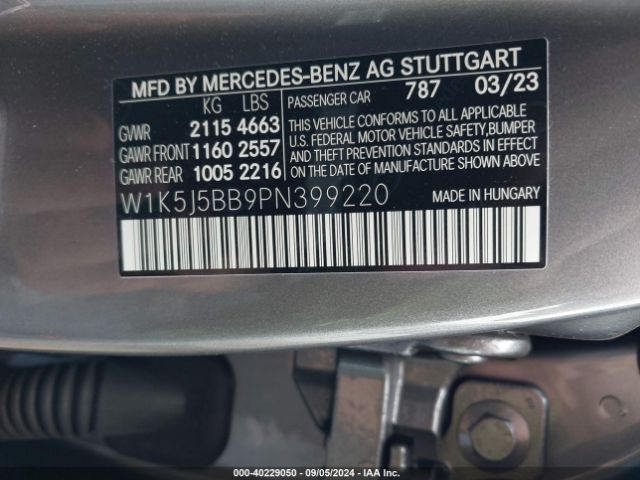 MFD BY MERCEDES-BENZ AG STUTTGART
KG LBS
GVWR 2115 4663
GAWR FRONT 1160 2557
GAWR REAR 1005 2216
PASSENGER CAR 787 03/23
THIS VEHICLE CONFORMS TO ALL APPLICABLE
U.S. FEDERAL MOTOR VEHICLE SAFETY, BUMPER
AND THEFT PREVENTION STANDARDS IN EFFECT
ON THE DATE OF MANUFACTURE SHOWN ABOVE.
W1K5J5BB9PN399220
MADE IN HUNGARY
000-40229050 - 09/05/2024 - IAA Inc.